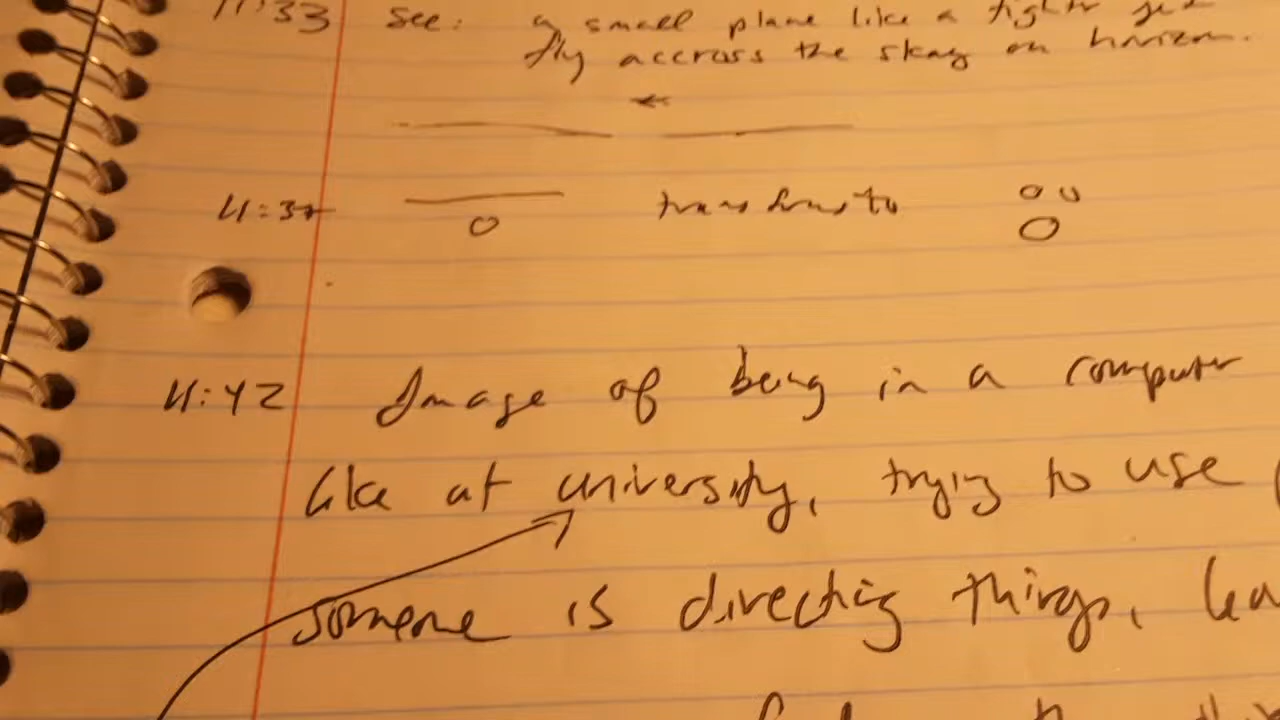 11:33 See: a small plane like a fighter jet
fly accross the skay on horizon.
11:37 transforms to
11:42 Image of being in a computer
like at university, trying to use
someone is directing things,